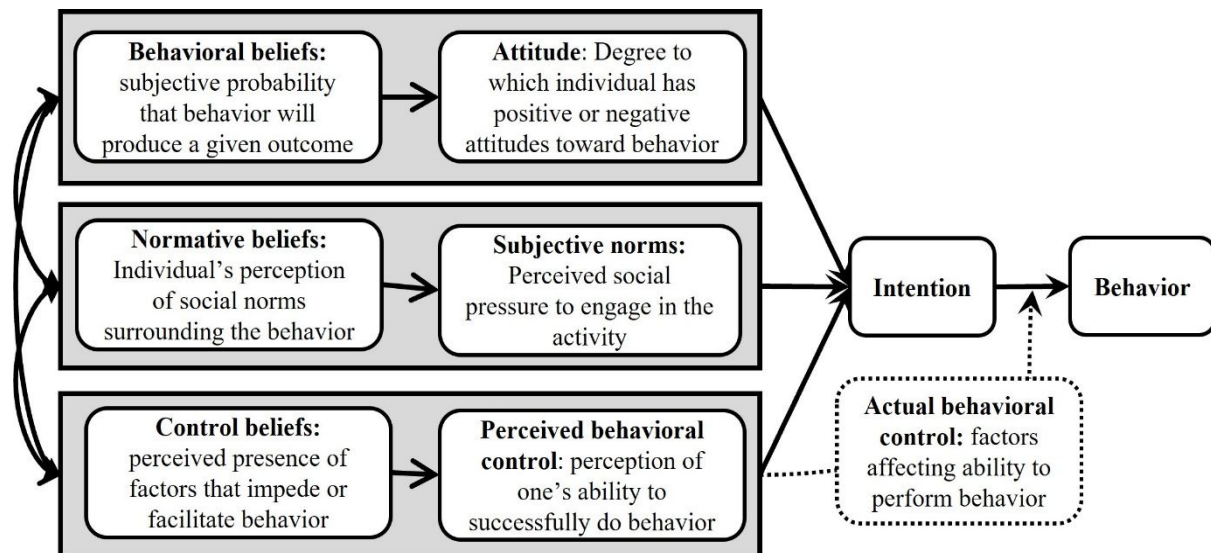 Behavioral beliefs:
subjective probability
that behavior will
produce a given outcome
Attitude: Degree to
which individual has
positive or negative
attitudes toward behavior
Normative beliefs:
Individual’s perception
of social norms
surrounding the behavior
Subjective norms:
Perceived social
pressure to engage in the
activity
Control beliefs:
perceived presence of
factors that impede or
facilitate behavior
Perceived behavioral
control: perception of
one’s ability to
successfully do behavior
Intention
Behavior
Actual behavioral
control: factors
affecting ability to
perform behavior